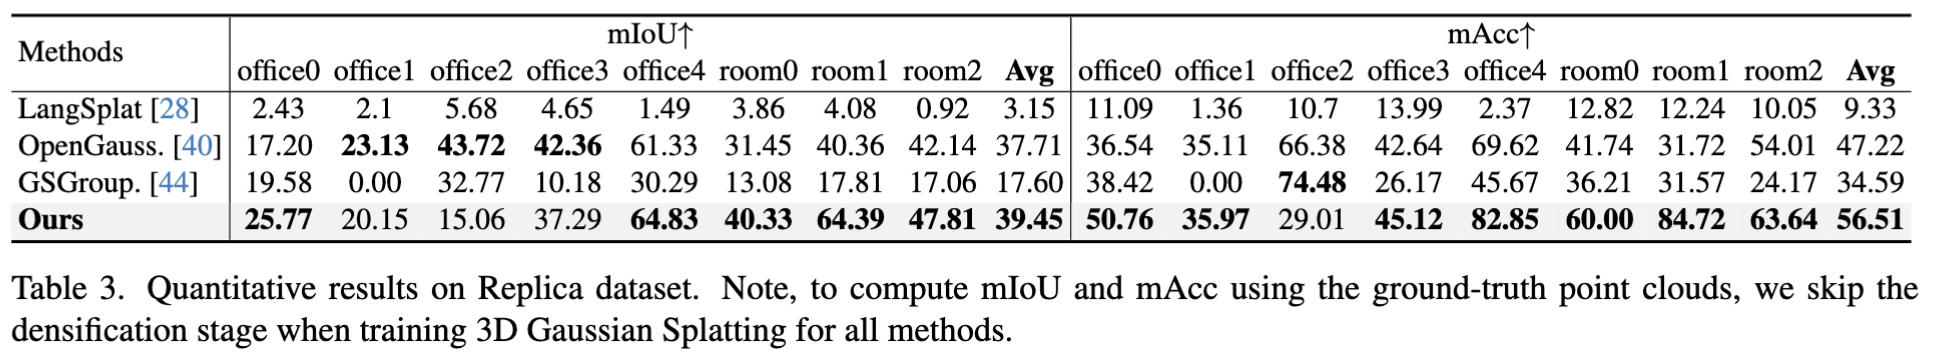 Methods mIoU↑ mAcc↑
office0 office1 office2 office3 office4 room0 room1 room2 Avg office0 office1 office2 office3 office4 room0 room1 room2 Avg
LangSplat [28] 2.43 2.1 5.68 4.65 1.49 3.86 4.08 0.92 3.15 11.09 1.36 10.7 13.99 2.37 12.82 12.24 10.05 9.33
OpenGauss. [40] 17.20 23.13 43.72 42.36 61.33 31.45 40.36 42.14 37.71 36.54 35.11 66.38 42.64 69.62 41.74 31.72 54.01 47.22
GSGroup. [44] 19.58 0.00 32.77 10.18 30.29 13.08 17.81 17.06 17.60 38.42 0.00 74.48 26.17 45.67 36.21 31.57 24.17 34.59
Ours 25.77 20.15 15.06 37.29 64.83 40.33 64.39 47.81 39.45 50.76 35.97 29.01 45.12 82.85 60.00 84.72 63.64 56.51
Table 3. Quantitative results on Replica dataset. Note, to compute mIoU and mAcc using the ground-truth point clouds, we skip the
densification stage when training 3D Gaussian Splatting for all methods.